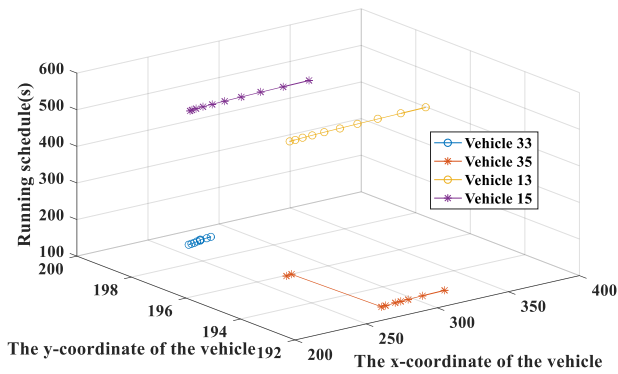 600
500
400
300
200
100
Running schedule(s)
Vehicle 33
Vehicle 35
Vehicle 13
Vehicle 15
200
198
196
194
192
The y-coordinate of the vehicle
200
250
300
350
400
The x-coordinate of the vehicle